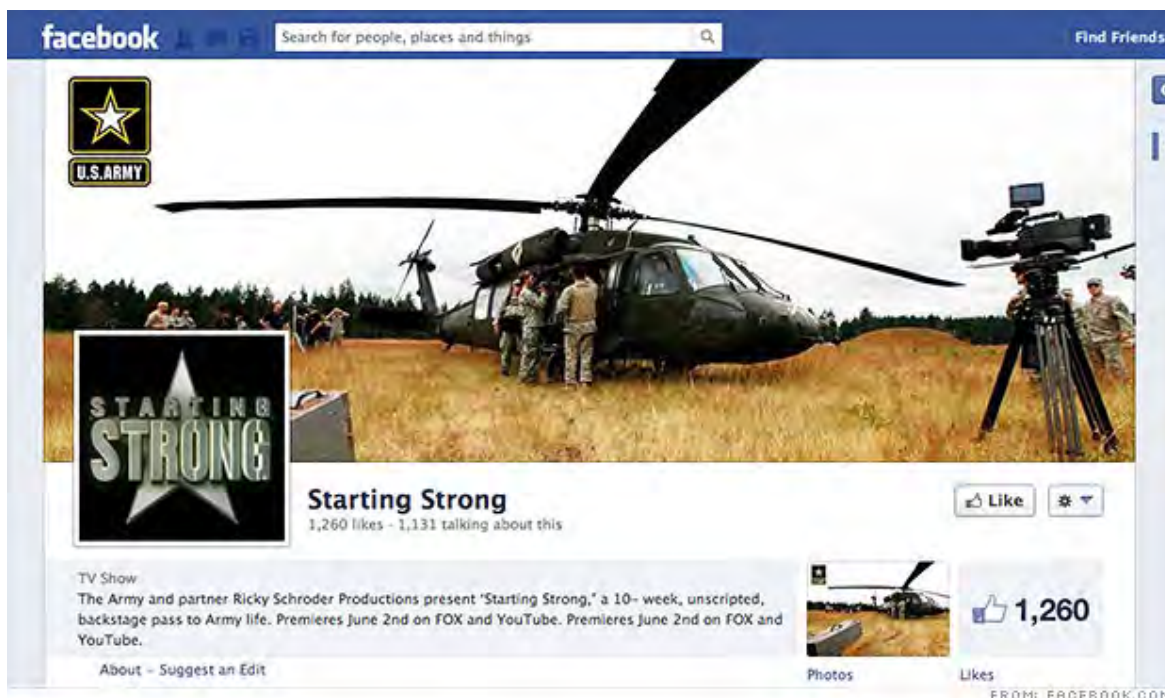 facebook
Search for people, places and things
Find Friends
U.S.ARMY
STARTING
STRONG
Starting Strong
1,260 likes - 1,131 talking about this
Like
TV Show
The Army and partner Ricky Schroder Productions present "Starting Strong," a 10- week, unscripted,
backstage pass to Army life. Premieres June 2nd on FOX and YouTube. Premieres June 2nd on FOX and
YouTube.
About - Suggest an Edit
1,260
Photos
Likes
FROM: FACEBOOK.COM